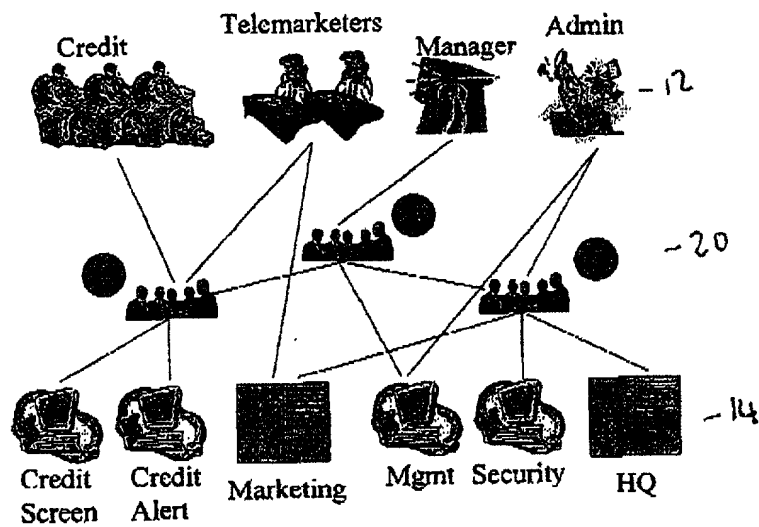 Credit
Telemarketers
Manager
Admin
-12
-20
Credit Screen
Credit Alert
Marketing
Mgmt
Security
HQ
-14